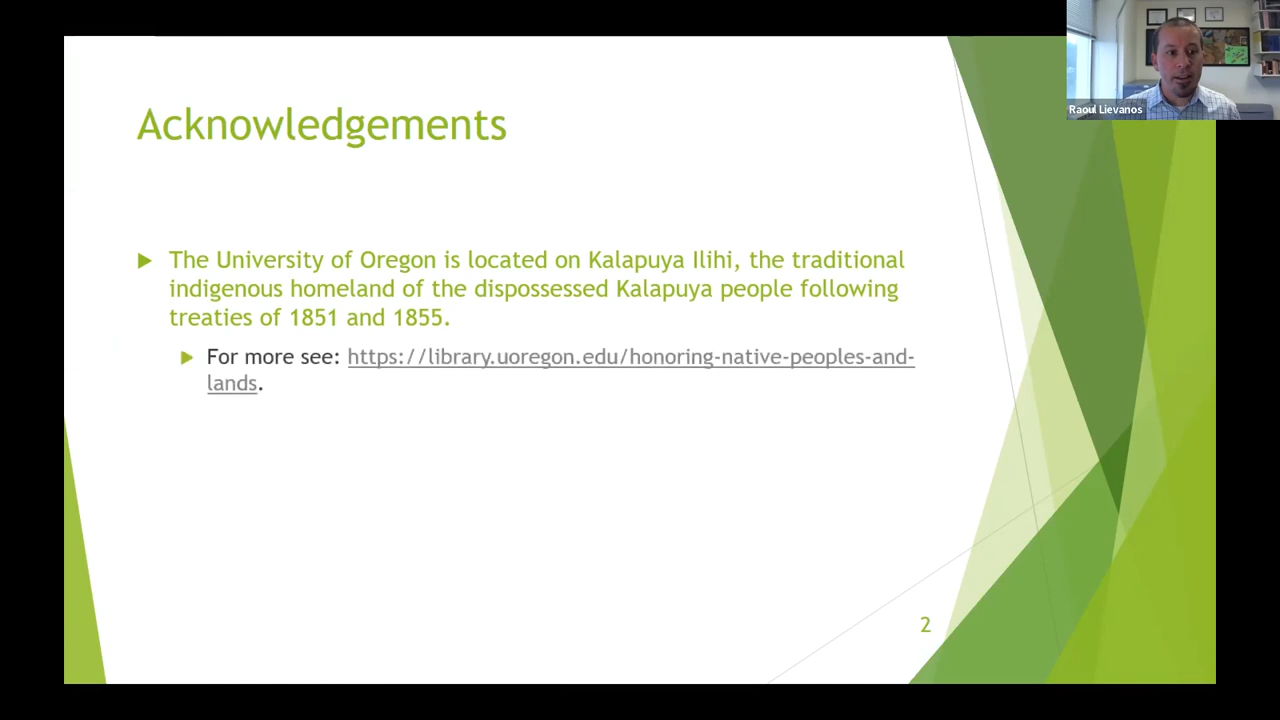 Acknowledgements
The University of Oregon is located on Kalapuya Ilihi, the traditional
indigenous homeland of the dispossessed Kalapuya people following
treaties of 1851 and 1855.
For more see: https://library.uoregon.edu/honoring-native-peoples-and-
lands.
2
Raoul Lievanos